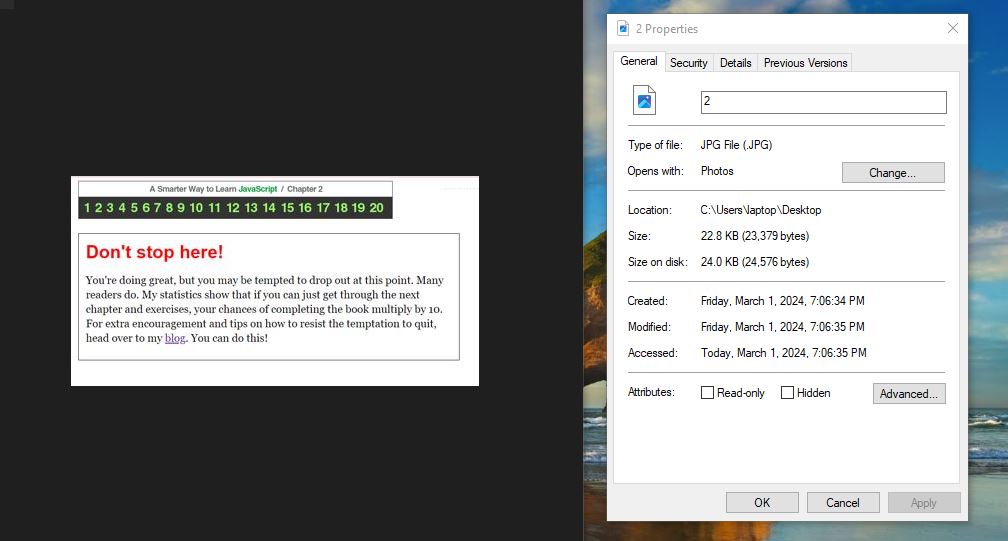 A Smarter Way to Learn JavaScript / Chapter 2
1 2 3 4 5 6 7 8 9 10 11 12 13 14 15 16 17 18 19 20
Don't stop here!
You're doing great, but you may be tempted to drop out at this point. Many
readers do. My statistics show that if you can just get through the next
chapter and exercises, your chances of completing the book multiply by 10.
For extra encouragement and tips on how to resist the temptation to quit,
head over to my blog. You can do this!
2 Properties
General Security Details Previous Versions
2
Type of file: JPG File (.JPG)
Opens with: Photos Change...
Location: C:\Users\laptop\Desktop
Size: 22.8 KB (23,379 bytes)
Size on disk: 24.0 KB (24,576 bytes)
Created: Friday, March 1, 2024, 7:06:34 PM
Modified: Friday, March 1, 2024, 7:06:35 PM
Accessed: Today, March 1, 2024, 7:06:35 PM
Attributes: Read-only Hidden Advanced...
OK Cancel Apply